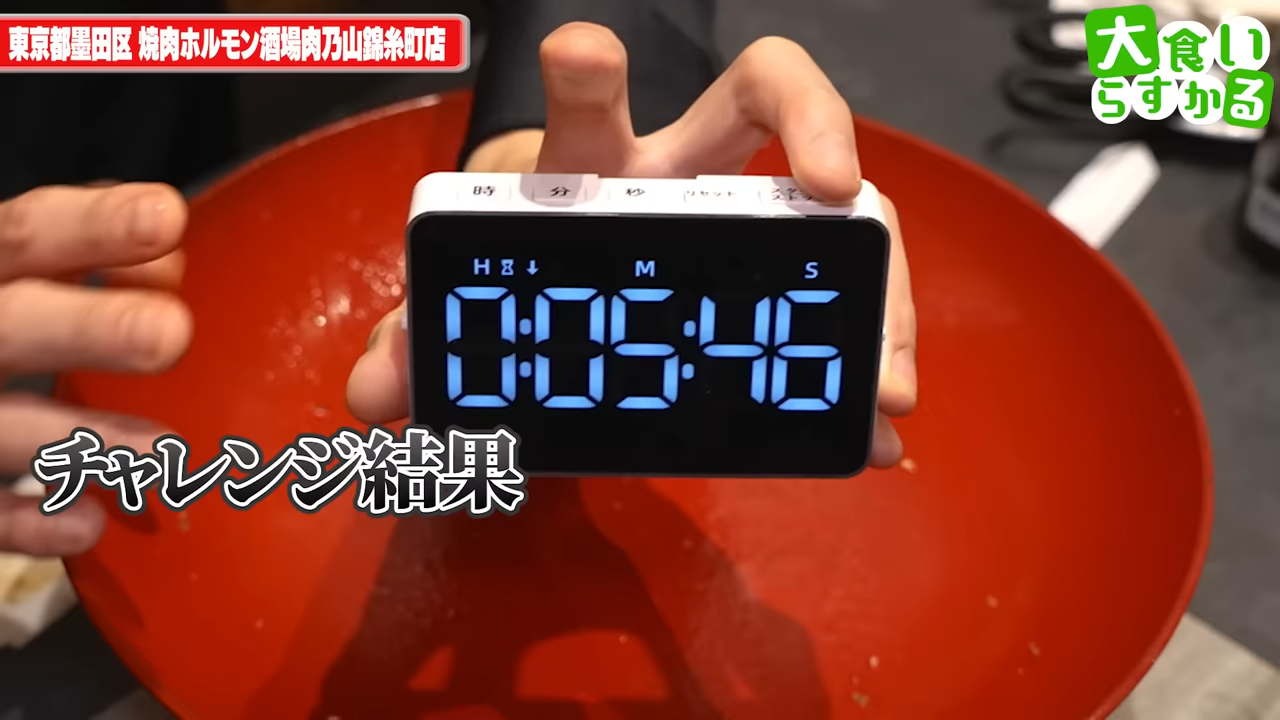 東京都墨田区 焼肉ホルモン酒場肉乃山錦糸町店
大食い
らすかる
時 分 秒 リセット
H M S
0:05:46
チャレンジ結果